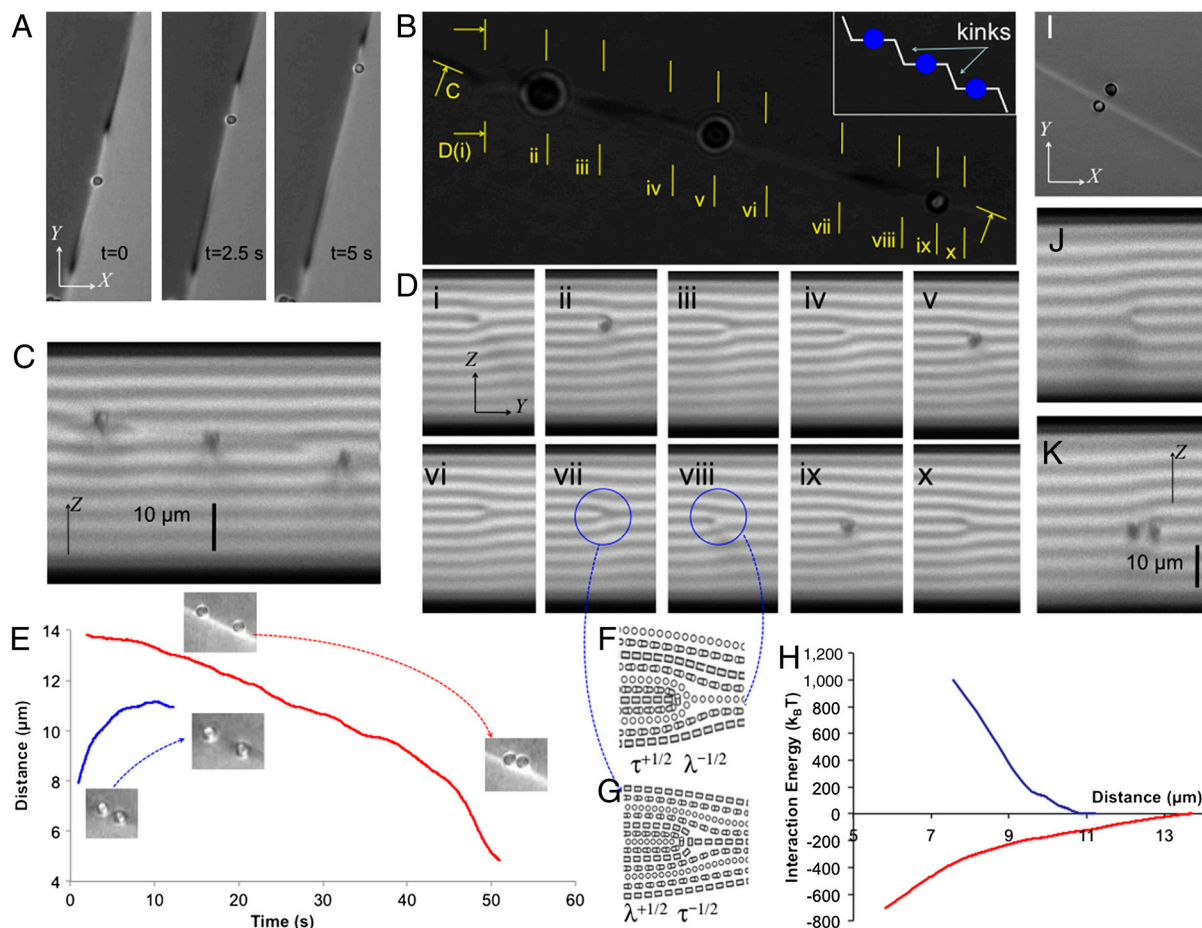 A
Y
X
t=0
t=2.5 s
t=5 s
B
C
D(i)
ii
iii
iv
v
vi
vii
viii
ix
x
kinks
I
Y
X
C
Z
10 µm
D
i
ii
iii
iv
v
Z
Y
vi
vii
viii
ix
x
J
K
Z
10 µm
E
Distance (µm)
14
12
10
8
6
4
0
10
20
30
40
50
60
Time (s)
F
τ+1/2 λ−1/2
G
λ+1/2 τ−1/2
H
Interaction Energy (kBT)
1,200
1,000
800
600
400
200
0
-200
-400
-600
-800
5
7
9
11
13
Distance (µm)